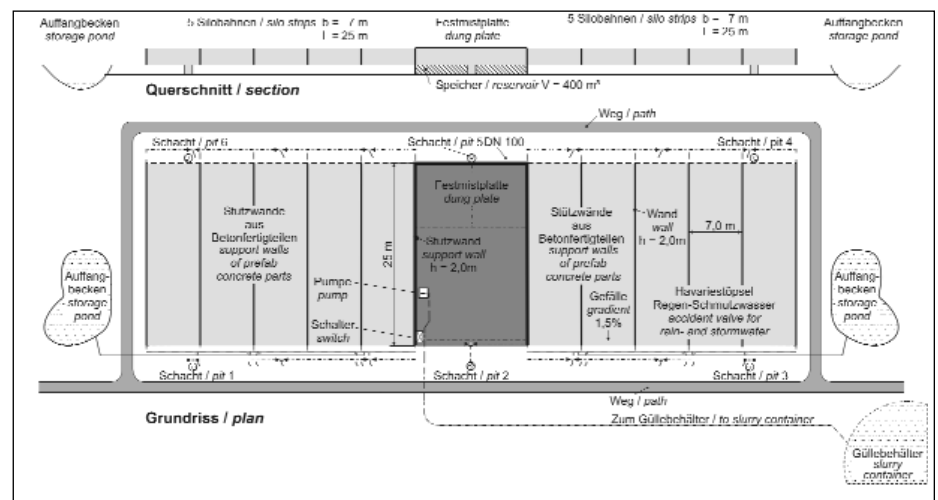 Auffangbecken
storage pond
5 Silobahnen / silo strips b = 7 m
l = 25 m
Festmistplatte
dung plate
5 Silobahnen / silo strips b = 7 m
l = 25 m
Auffangbecken
storage pond
Speicher / reservoir V = 400 m³
Querschnitt / section
Weg / path
Schacht / pit 6
Schacht / pit 5
DN 100
Schacht / pit 4
Festmistplatte
dung plate
Stützwände
aus
Betonfertigteilen
support walls
of prefab
concrete parts
25 m
Stützwand
support wall
h = 2,0m
Stützwände
aus
Betonfertigteilen
support walls
of prefab
concrete parts
Wand
wall
h = 2,0m
7,0 m
Auffang-
becken
storage
pond
Pumpe
pump
Schalter
switch
Gefälle
gradient
1,5%
Havariestöpsel
Regen-Schmutzwasser
accident valve for
rain- and stormwater
Auffang-
becken
storage
pond
Schacht / pit 1
Schacht / pit 2
Schacht / pit 3
Weg / path
Grundriss / plan
Zum Güllebehälter / to slurry container
Güllebehälter
slurry
container